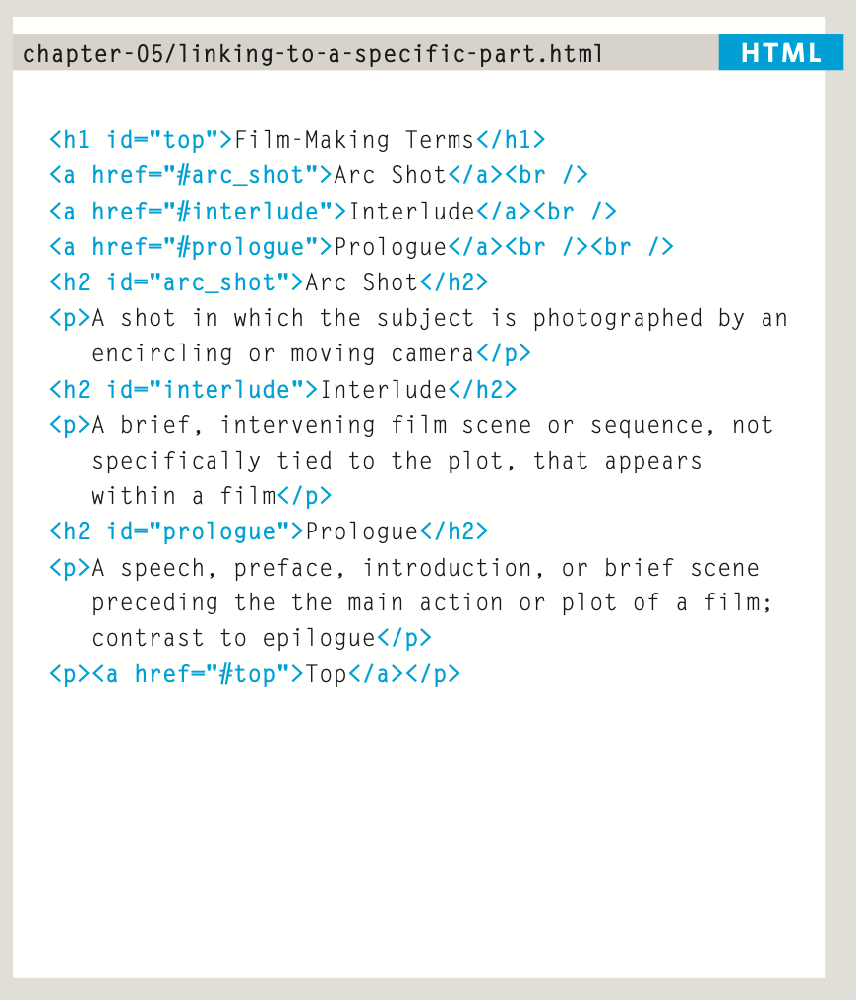 chapter-05/linking-to-a-specific-part.html HTML
<h1 id="top">Film-Making Terms</h1>
<a href="#arc_shot">Arc Shot</a><br />
<a href="#interlude">Interlude</a><br />
<a href="#prologue">Prologue</a><br /><br />
<h2 id="arc_shot">Arc Shot</h2>
<p>A shot in which the subject is photographed by an
encircling or moving camera</p>
<h2 id="interlude">Interlude</h2>
<p>A brief, intervening film scene or sequence, not
specifically tied to the plot, that appears
within a film</p>
<h2 id="prologue">Prologue</h2>
<p>A speech, preface, introduction, or brief scene
preceding the the main action or plot of a film;
contrast to epilogue</p>
<p><a href="#top">Top</a></p>